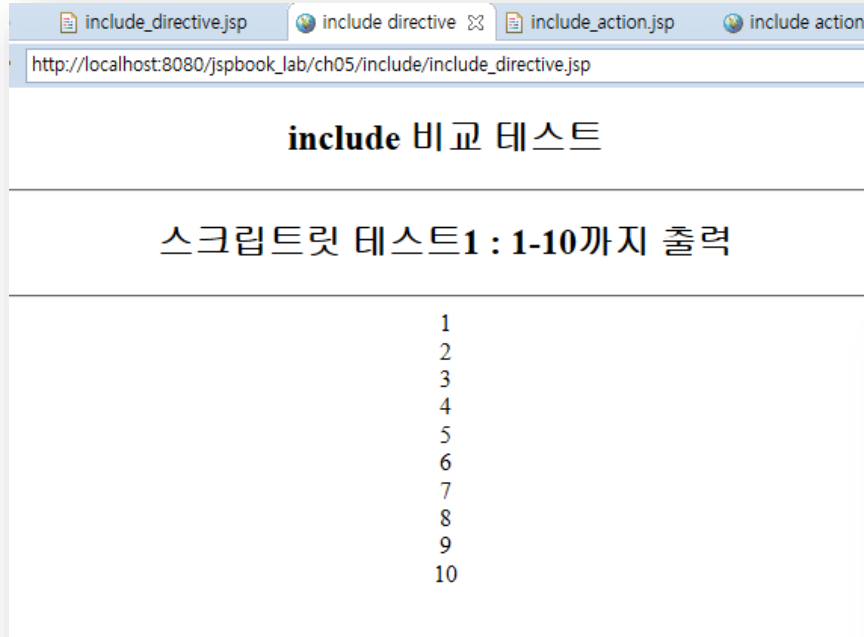 include_directive.jsp include directive include_action.jsp include action
http://localhost:8080/jspbook_lab/ch05/include/include_directive.jsp
include 비교 테스트
스크립트릿 테스트1 : 1-10까지 출력
1
2
3
4
5
6
7
8
9
10